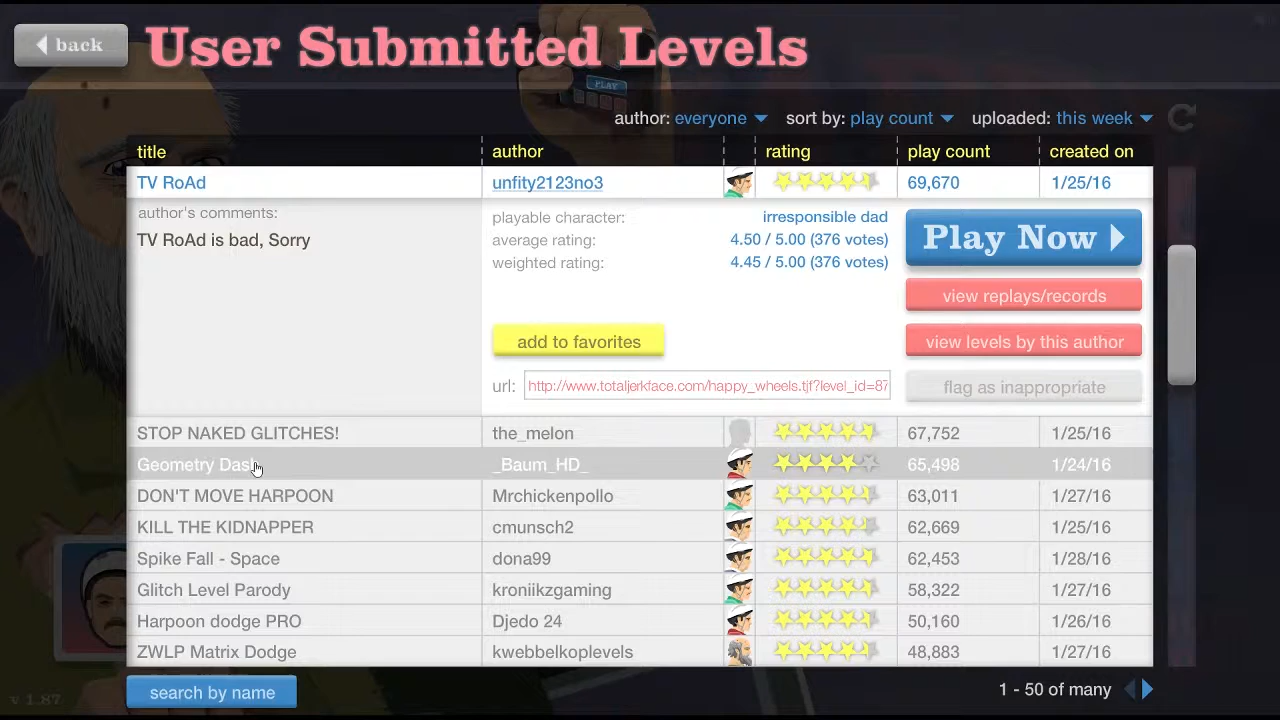 back
User Submitted Levels
PLAY
author: everyone sort by: play count uploaded: this week
title author rating play count created on
TV RoAd unfity2123no3 69,670 1/25/16
author's comments:
TV RoAd is bad, Sorry
playable character: irresponsible dad
average rating: 4.50 / 5.00 (376 votes)
weighted rating: 4.45 / 5.00 (376 votes)
Play Now
view replays/records
add to favorites
view levels by this author
url: http://www.totaljerkface.com/happy_wheels.tjf?level_id=87
flag as inappropriate
STOP NAKED GLITCHES! the_melon 67,752 1/25/16
Geometry Dash _Baum_HD_ 65,498 1/24/16
DON'T MOVE HARPOON Mrchickenpollo 63,011 1/27/16
KILL THE KIDNAPPER cmunsch2 62,669 1/25/16
Spike Fall - Space dona99 62,453 1/28/16
Glitch Level Parody kroniikzgaming 58,322 1/27/16
Harpoon dodge PRO Djedo 24 50,160 1/26/16
ZWLP Matrix Dodge kwebbelkoplevels 48,883 1/27/16
search by name
1 - 50 of many
v 1.87